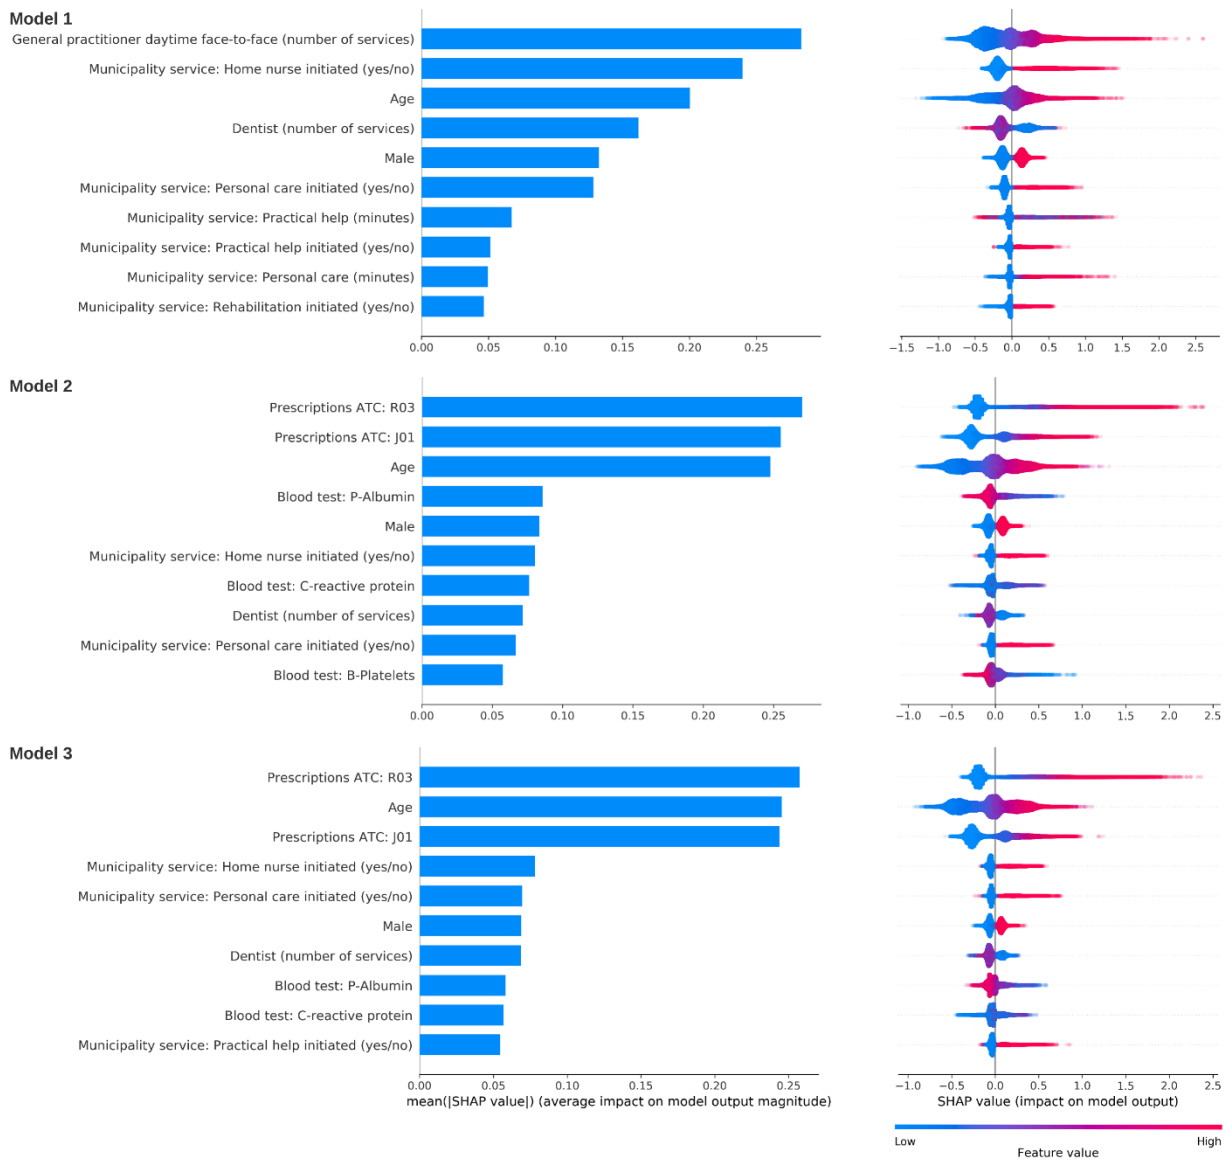 Model 1
General practitioner daytime face-to-face (number of services)
Municipality service: Home nurse initiated (yes/no)
Age
Dentist (number of services)
Male
Municipality service: Personal care initiated (yes/no)
Municipality service: Practical help (minutes)
Municipality service: Practical help initiated (yes/no)
Municipality service: Personal care (minutes)
Municipality service: Rehabilitation initiated (yes/no)
0.00 0.05 0.10 0.15 0.20 0.25
−1.5 −1.0 −0.5 0.0 0.5 1.0 1.5 2.0 2.5
Model 2
Prescriptions ATC: R03
Prescriptions ATC: J01
Age
Blood test: P-Albumin
Male
Municipality service: Home nurse initiated (yes/no)
Blood test: C-reactive protein
Dentist (number of services)
Municipality service: Personal care initiated (yes/no)
Blood test: B-Platelets
0.00 0.05 0.10 0.15 0.20 0.25
−1.0 −0.5 0.0 0.5 1.0 1.5 2.0 2.5
Model 3
Prescriptions ATC: R03
Age
Prescriptions ATC: J01
Municipality service: Home nurse initiated (yes/no)
Municipality service: Personal care initiated (yes/no)
Male
Dentist (number of services)
Blood test: P-Albumin
Blood test: C-reactive protein
Municipality service: Practical help initiated (yes/no)
0.00 0.05 0.10 0.15 0.20 0.25
mean(|SHAP value|) (average impact on model output magnitude)
−1.0 −0.5 0.0 0.5 1.0 1.5 2.0 2.5
SHAP value (impact on model output)
Low High
Feature value